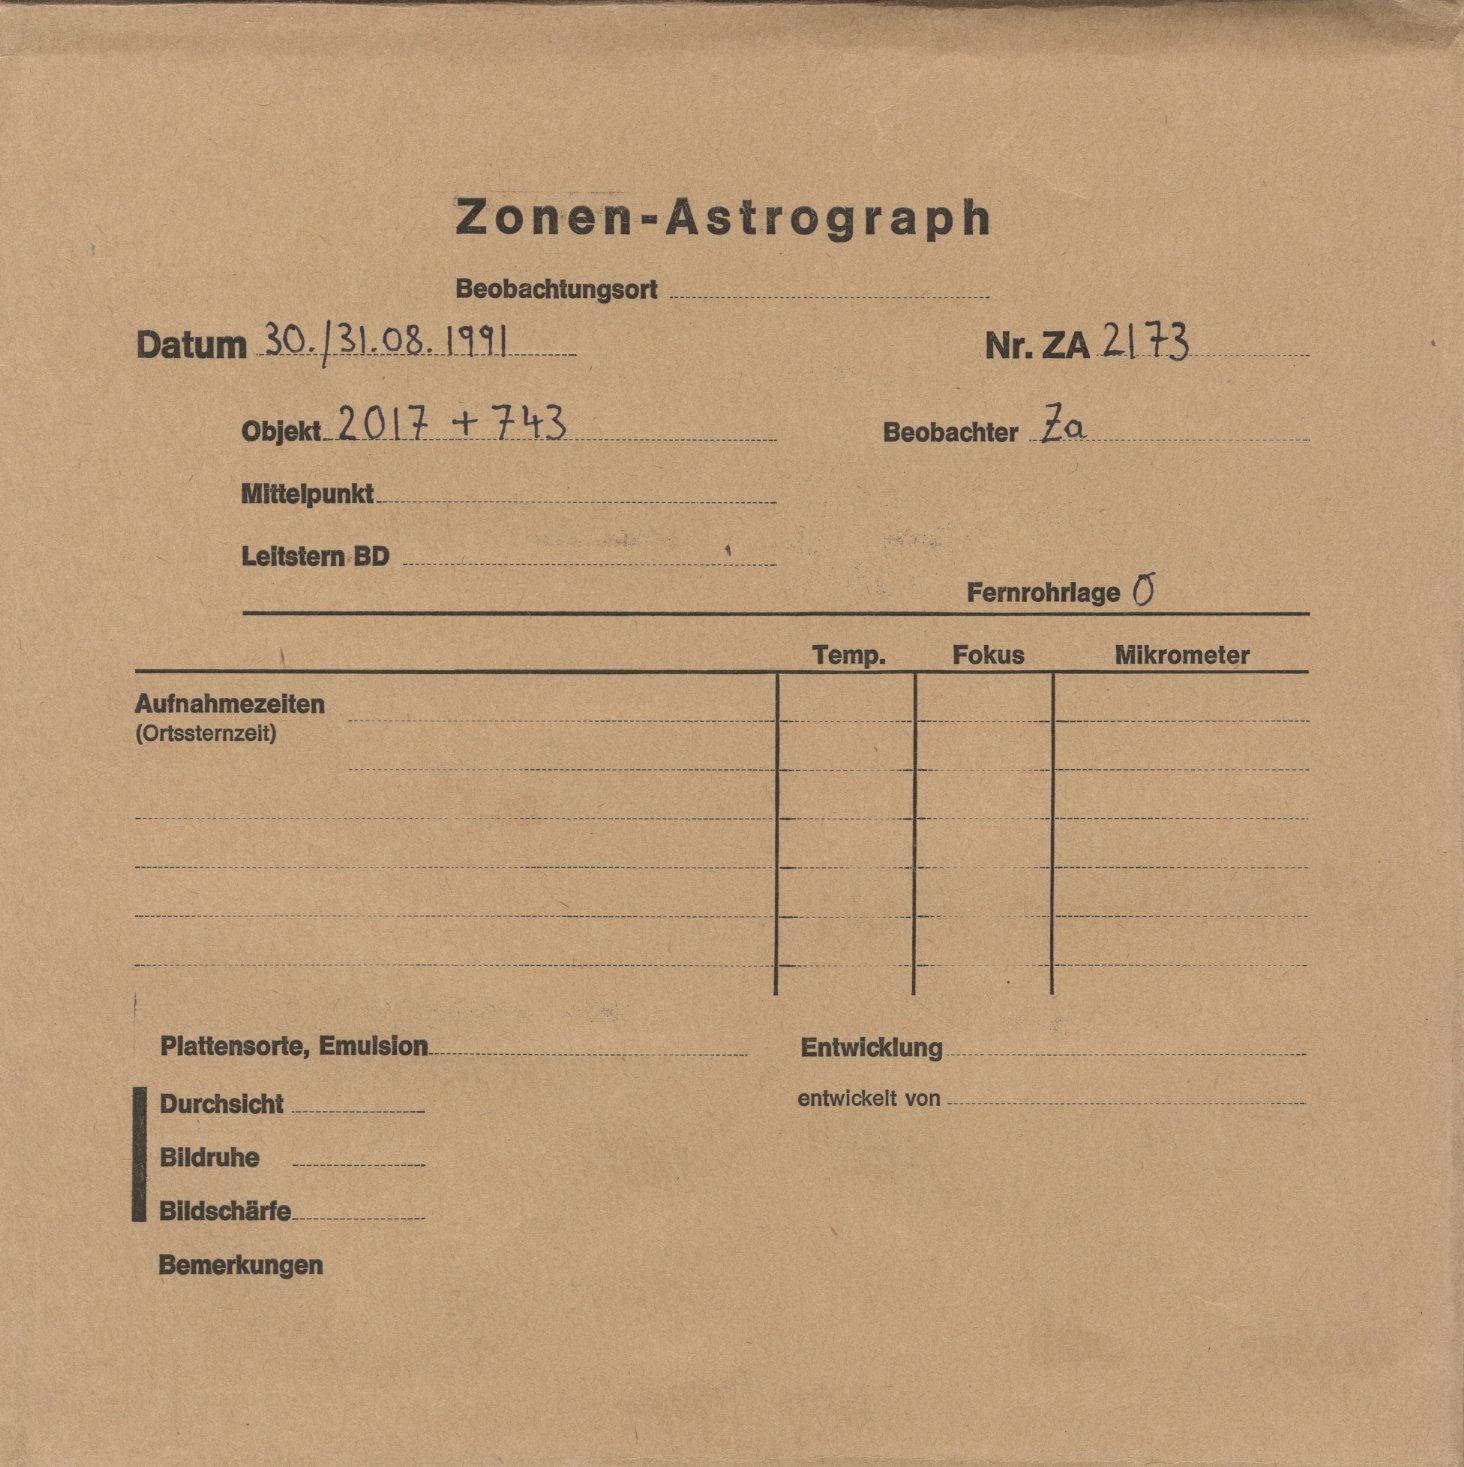 Zonen-Astrograph
Beobachtungsort
Datum 30./31.08.1991 Nr. ZA 2173
Objekt 2017 + 743 Beobachter Za
Mittelpunkt
Leitstern BD
Fernrohrlage O
Temp. Fokus Mikrometer
Aufnahmezeiten
(Ortssternzeit)
Plattensorte, Emulsion Entwicklung
Durchsicht entwickelt von
Bildruhe
Bildschärfe
Bemerkungen